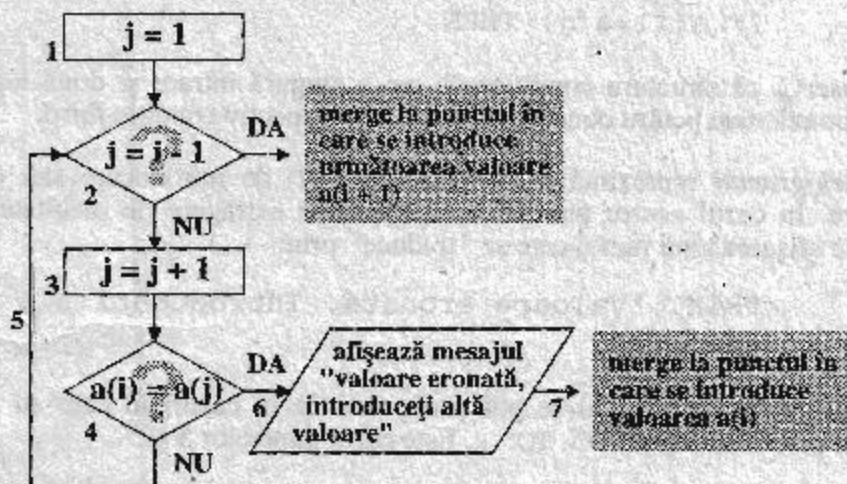 1
j = 1
DA
j = j - 1
2
NU
merge la punctul în
care se introduce
următoarea valoare
a(i + 1)
3
j = j + 1
5
DA
a(i) = a(j)
4
6
NU
afişează mesajul
"valoare eronată,
introduceţi altă
valoare"
7
merge la punctul în
care se introduce
valoarea a(i)